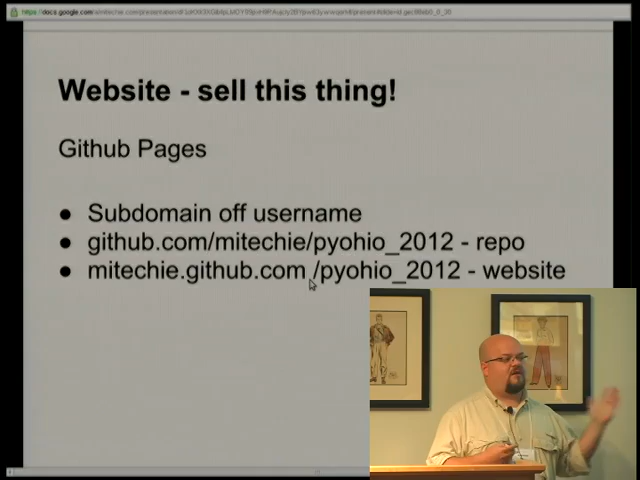 Website - sell this thing!
Github Pages
● Subdomain off username
● github.com/mitechie/pyohio_2012 - repo
● mitechie.github.com /pyohio_2012 - website